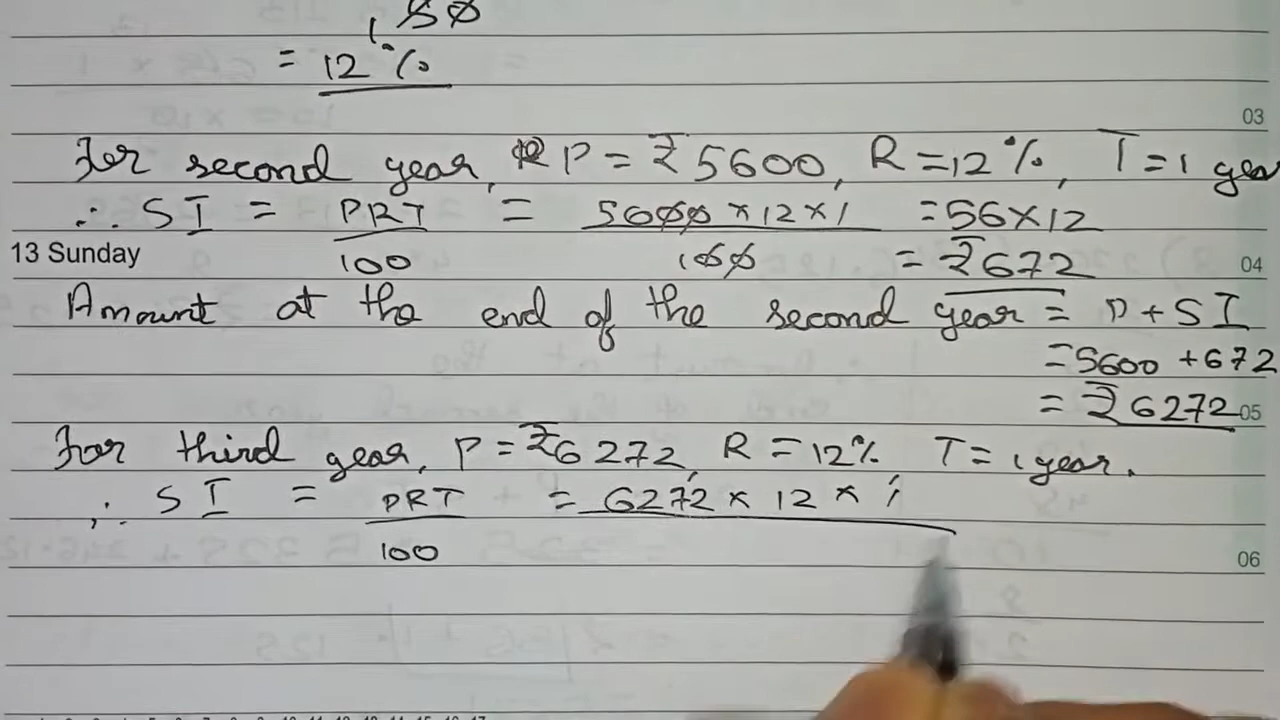 1 50
= 12 %
03
For second year, P = ₹5600, R = 12 %, T = 1 year
∴ SI = PRT = 5600 × 12 × 1 = 56 × 12
100 100 = ₹672
13 Sunday
04
Amount at the end of the second year = P + SI
= 5600 + 672
= ₹6272
05
For third year, P = ₹6272, R = 12% T = 1 year.
∴ SI = PRT = 6272 × 12 × 1
100
06